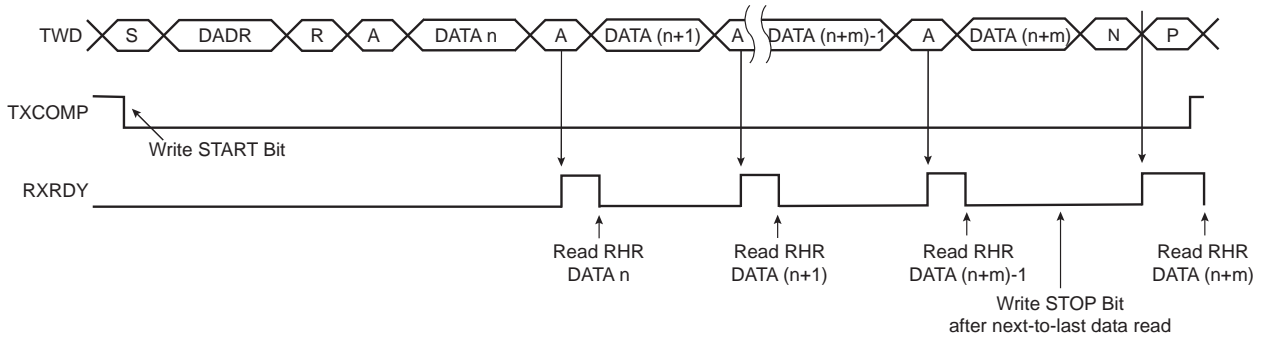 TWD S DADR R A DATA n A DATA (n+1) A DATA (n+m)-1 A DATA (n+m) N P
TXCOMP
Write START Bit
RXRDY
Read RHR
DATA n
Read RHR
DATA (n+1)
Read RHR
DATA (n+m)-1
Read RHR
DATA (n+m)
Write STOP Bit
after next-to-last data read